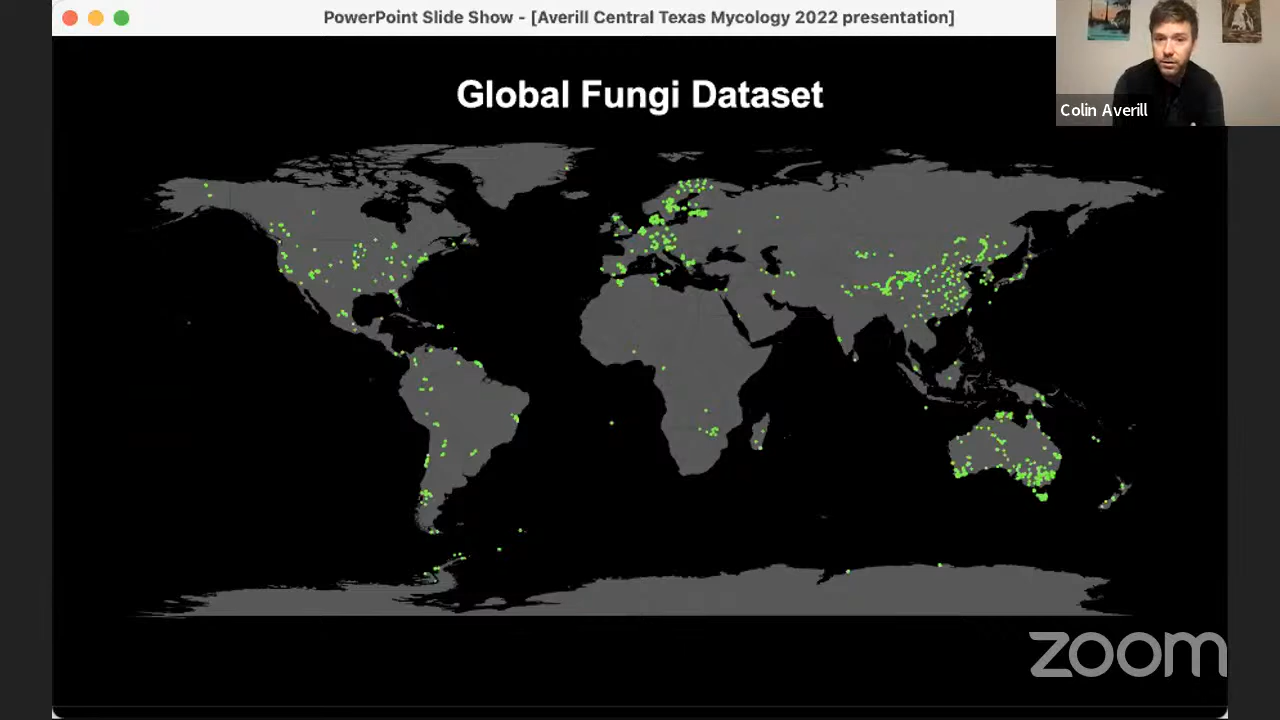 PowerPoint Slide Show - [Averill Central Texas Mycology 2022 presentation]
Global Fungi Dataset
Colin Averill
zoom